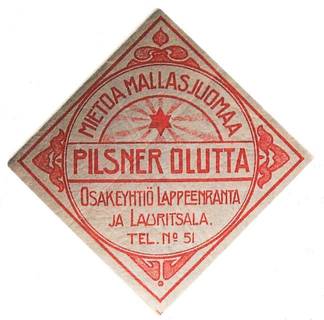 MIETOA MALLASJUOMAA
PILSNER OLUTTA
OSAKEYHTIÖ LAPPEENRANTA
JA LAURITSALA.
TEL. No 51